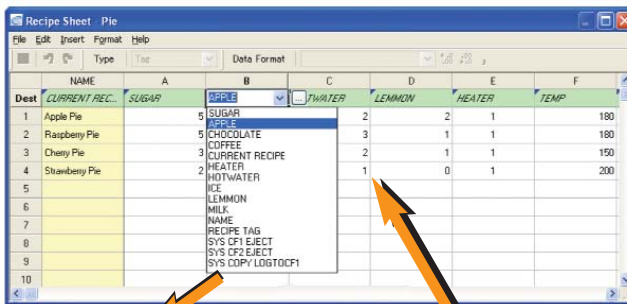 Recipe Sheet - Pie
File Edit Insert Format Help
Type Tag Data Format
NAME A B C D E F
Dest CURRENT REC... SUGAR APPLE ... TWATER LEMMON HEATER TEMP
1 Apple Pie 5 2 2 1 180
2 Raspberry Pie 5 3 1 1 180
3 Cherry Pie 3 2 1 1 150
4 Strawberry Pie 2 1 0 1 200
5
6
7
8
9
10
SUGAR
APPLE
CHOCOLATE
COFFEE
CURRENT RECIPE
HEATER
HOTWATER
ICE
LEMMON
MILK
NAME
RECIPE TAG
SYS CF1 EJECT
SYS CF2 EJECT
SYS COPY LOGTOCF1